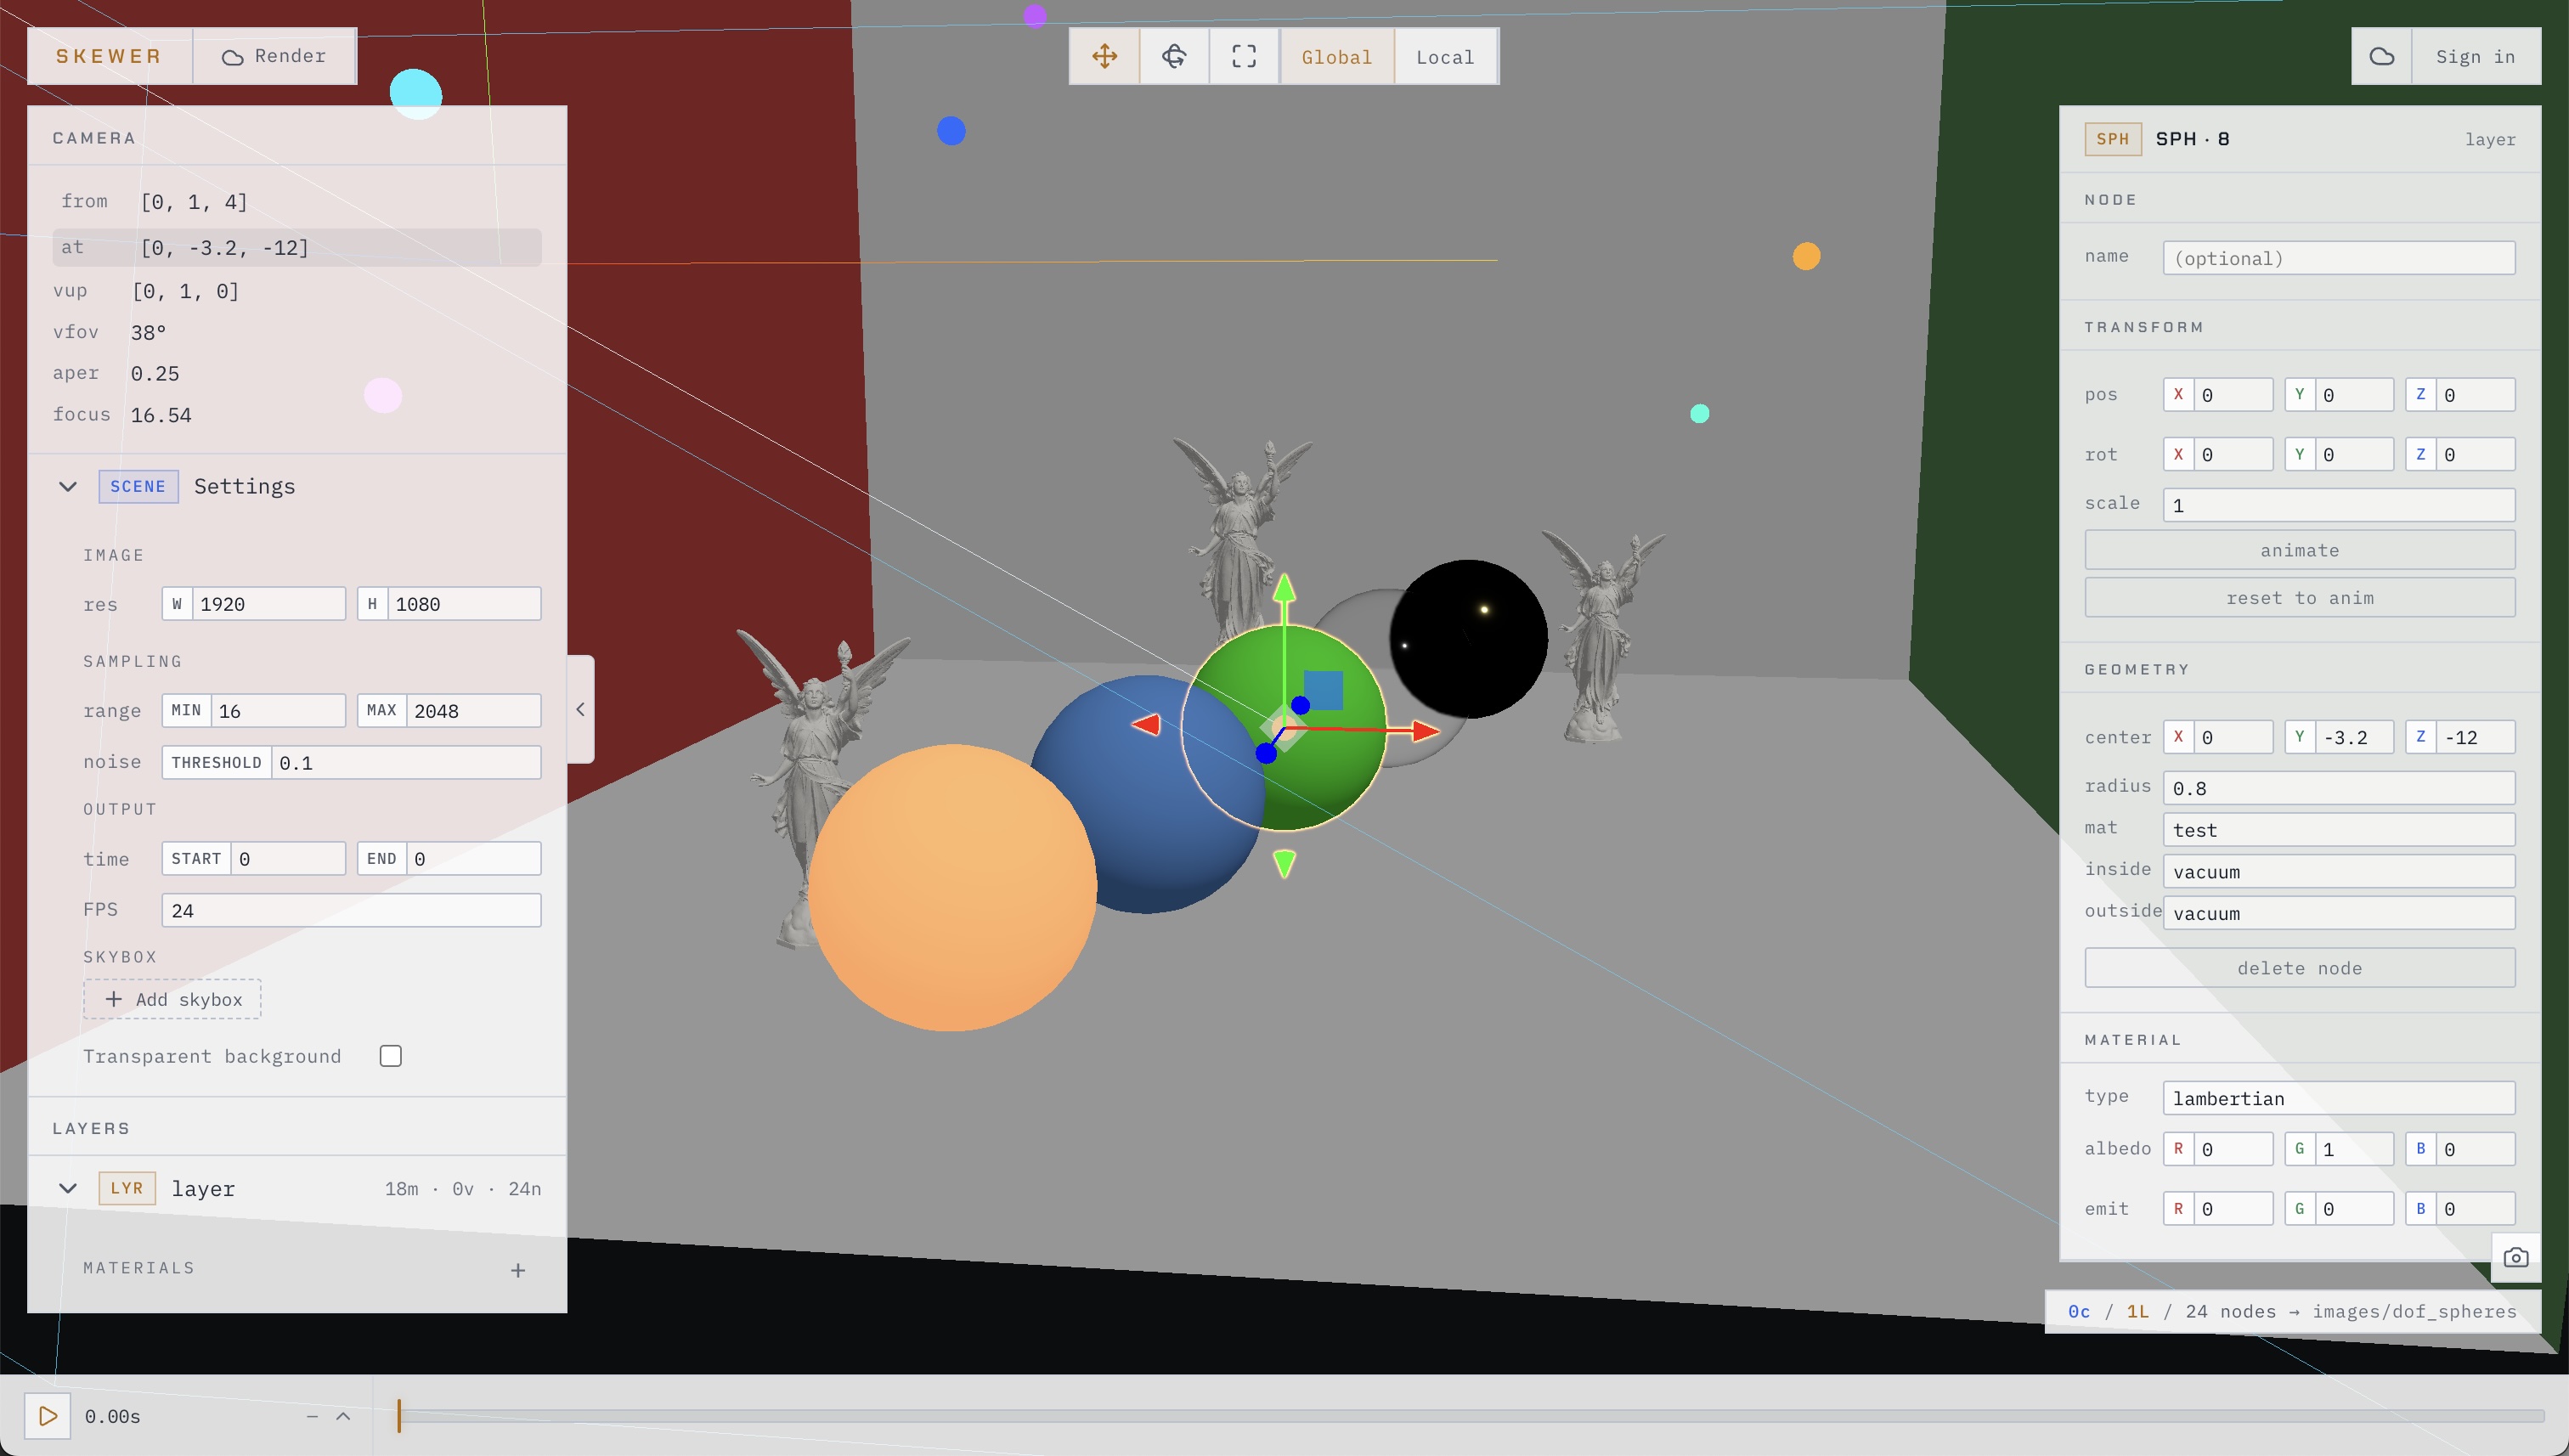 SKEWER Render Global Local Sign in
CAMERA
from [0, 1, 4]
at [0, -3.2, -12]
vup [0, 1, 0]
vfov 38°
aper 0.25
focus 16.54
SCENE Settings
IMAGE
res W 1920 H 1080
SAMPLING
range MIN 16 MAX 2048
noise THRESHOLD 0.1
OUTPUT
time START 0 END 0
FPS 24
SKYBOX
+ Add skybox
Transparent background
LAYERS
LYR layer 18m · 0v · 24n
MATERIALS +
SPH SPH · 8 layer
NODE
name (optional)
TRANSFORM
pos X 0 Y 0 Z 0
rot X 0 Y 0 Z 0
scale 1
animate
reset to anim
GEOMETRY
center X 0 Y -3.2 Z -12
radius 0.8
mat test
inside vacuum
outside vacuum
delete node
MATERIAL
type lambertian
albedo R 0 G 1 B 0
emit R 0 G 0 B 0
0c / 1L / 24 nodes → images/dof_spheres
0.00s